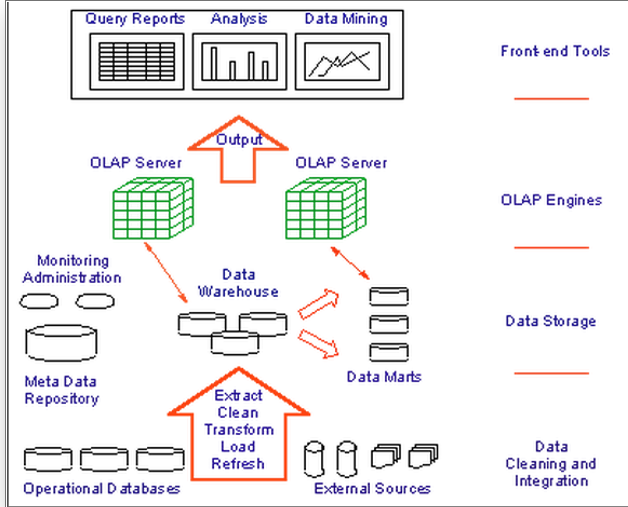 Query Reports
Analysis
Data Mining
Front-end Tools
Output
OLAP Server
OLAP Server
OLAP Engines
Monitoring
Administration
Data
Warehouse
Data Storage
Meta Data
Repository
Data Marts
Extract
Clean
Transform
Load
Refresh
Operational Databases
External Sources
Data
Cleaning and
Integration